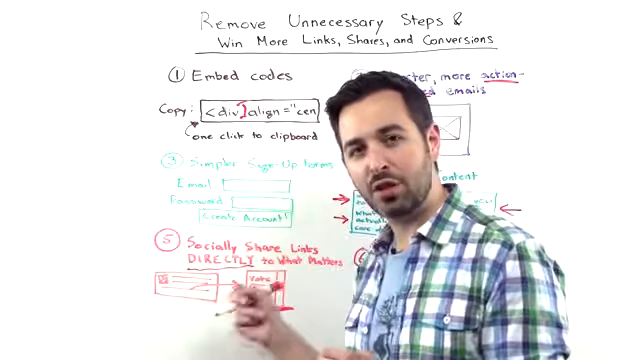 Remove Unnecessary Steps &
Win More Links, Shares, and Conversions
① Embed codes
more action-
emails
Copy: <div align="cen
one click to clipboard
③ Simpler Sign-Up forms
Email
Password
Create Account!
Content
⑤ Socially Share Links
DIRECTLY to What Matters